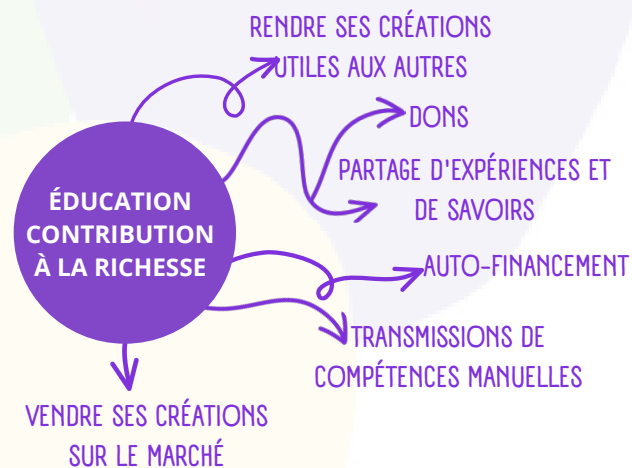 RENDRE SES CRÉATIONS
UTILES AUX AUTRES
DONS
PARTAGE D'EXPÉRIENCES ET
DE SAVOIRS
ÉDUCATION
CONTRIBUTION
À LA RICHESSE
AUTO-FINANCEMENT
TRANSMISSIONS DE
COMPÉTENCES MANUELLES
VENDRE SES CRÉATIONS
SUR LE MARCHÉ